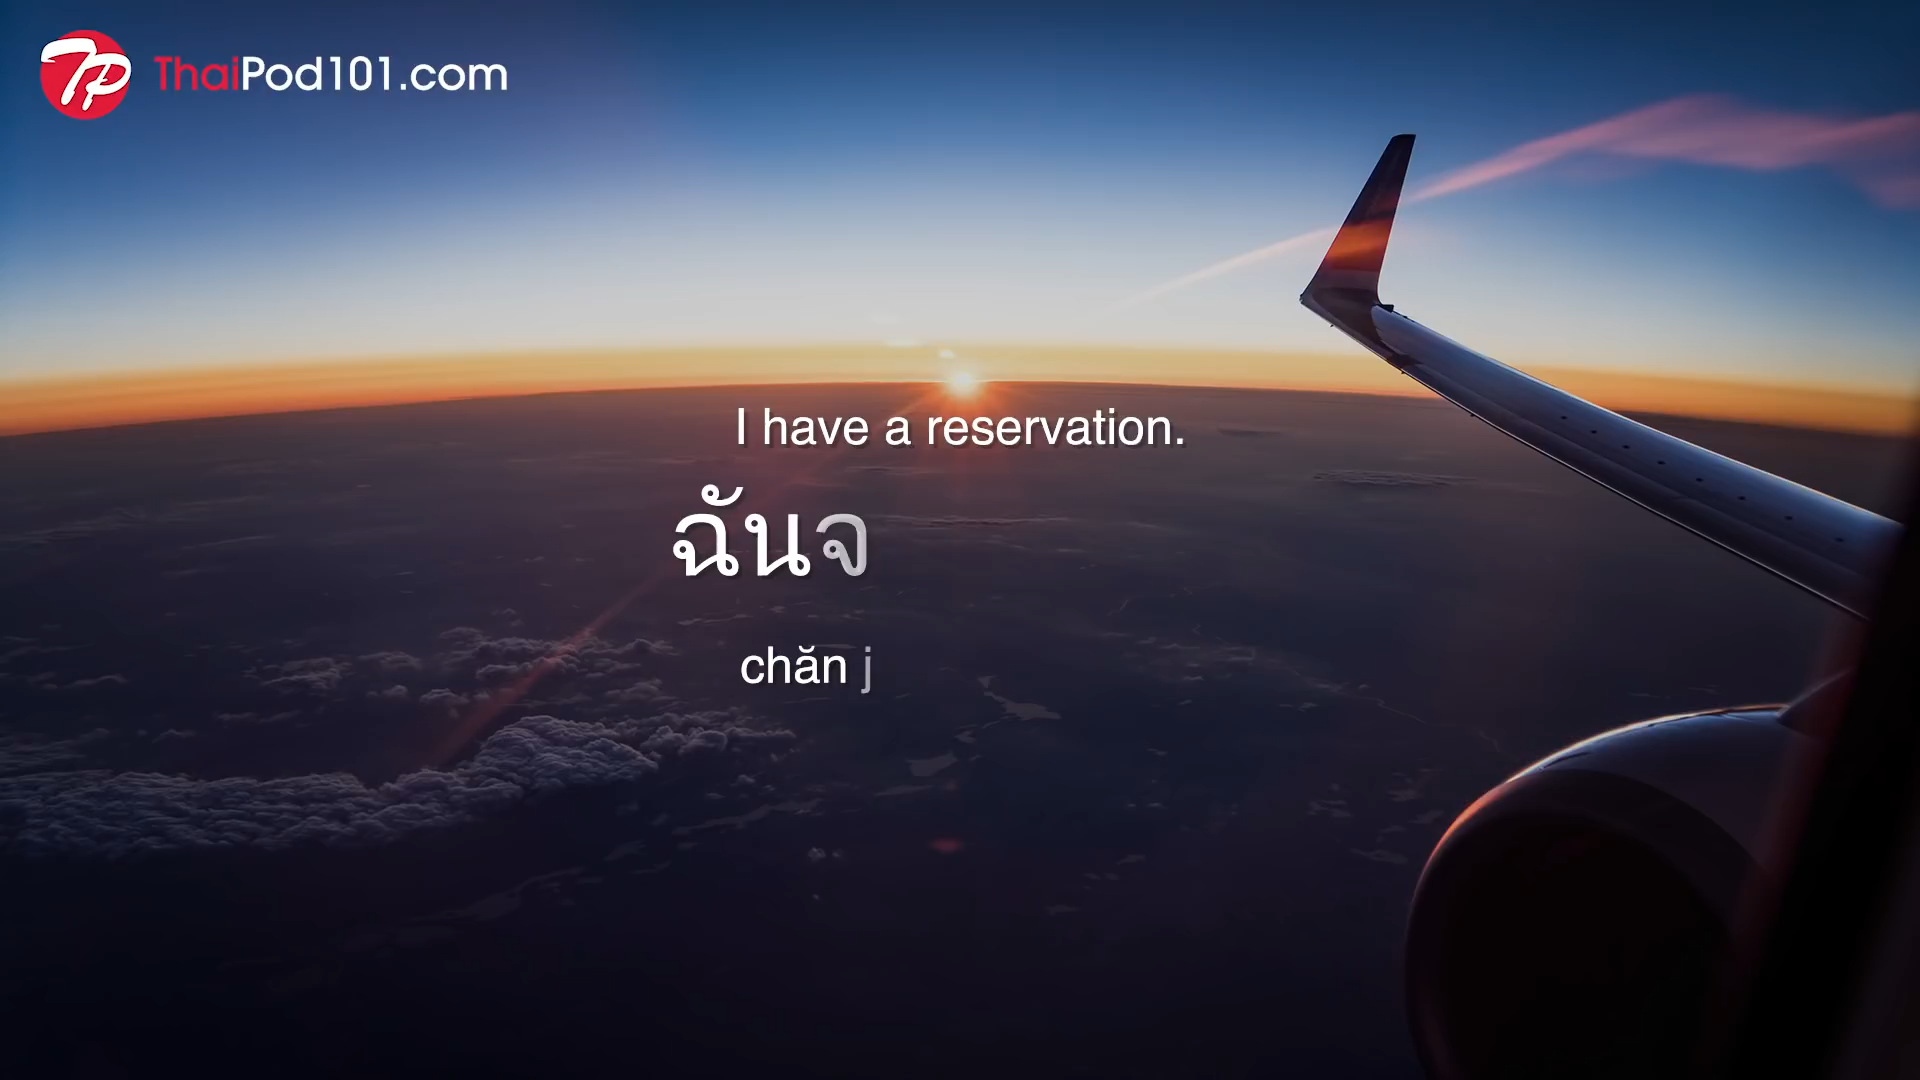 ThaiPod101.com
I have a reservation.
ฉันจ
chăn j